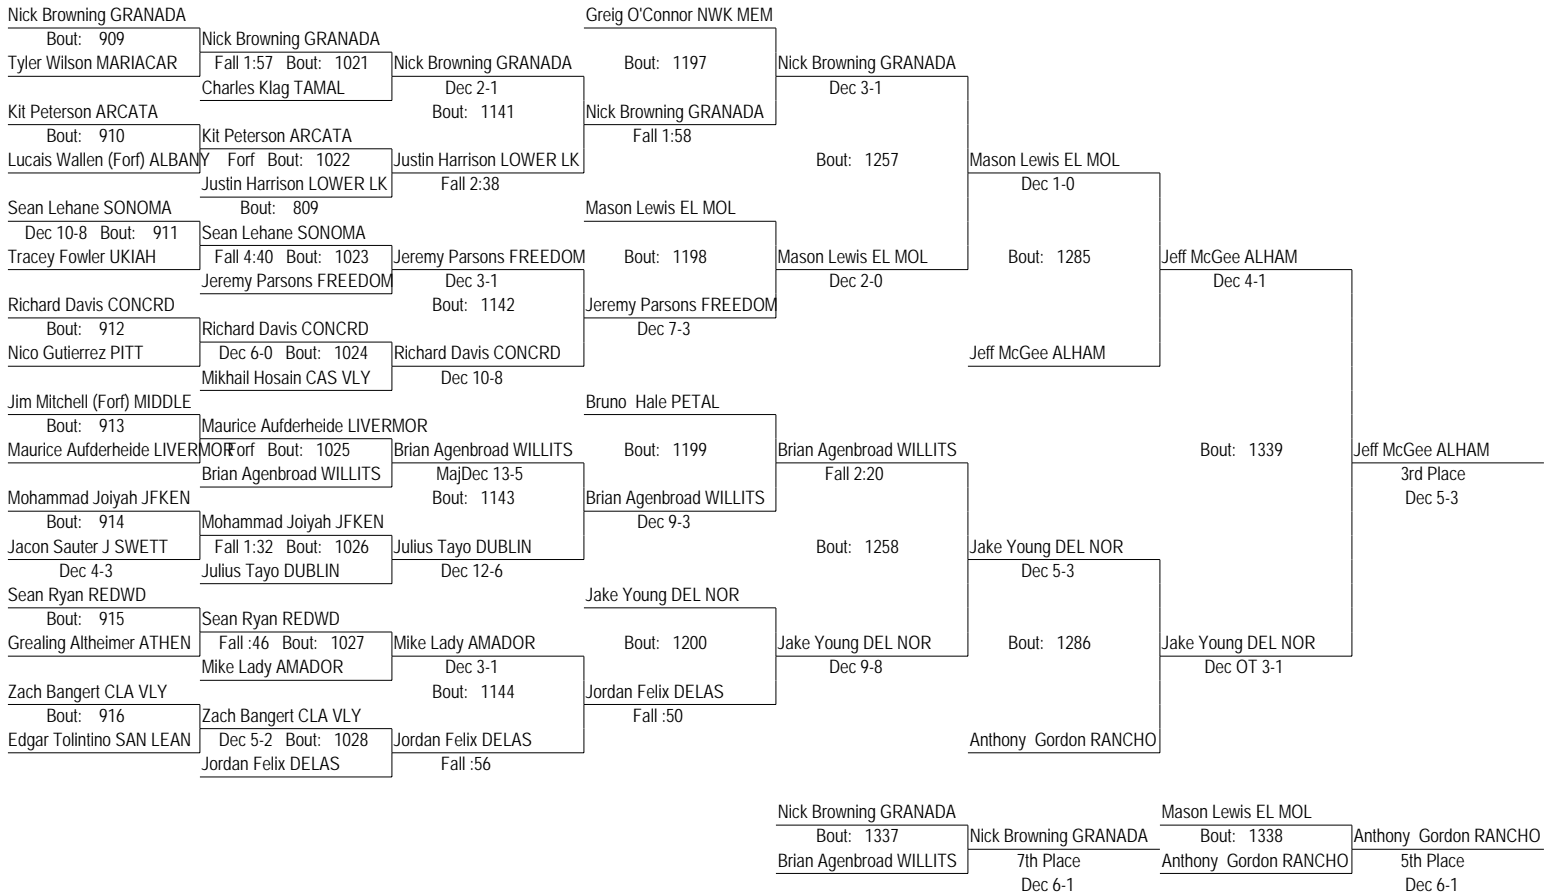 Nick Browning GRANADA
Bout: 909
Tyler Wilson MARIACAR
Kit Peterson ARCATA
Bout: 910
Lucais Wallen (Forf) ALBANY
Sean Lehane SONOMA
Dec 10-8 Bout: 911
Tracey Fowler UKIAH
Richard Davis CONCRD
Bout: 912
Nico Gutierrez PITT
Jim Mitchell (Forf) MIDDLE
Bout: 913
Maurice Aufderheide LIVERMOR
Mohammad Joiyah JFKEN
Bout: 914
Jacon Sauter J SWETT
Dec 4-3
Sean Ryan REDWD
Bout: 915
Grealing Altheimer ATHEN
Zach Bangert CLA VLY
Bout: 916
Edgar Tolintino SAN LEAN
Nick Browning GRANADA
Fall 1:57 Bout: 1021
Charles Klag TAMAL
Kit Peterson ARCATA
Forf Bout: 1022
Justin Harrison LOWER LK
Bout: 809
Sean Lehane SONOMA
Fall 4:40 Bout: 1023
Jeremy Parsons FREEDOM
Richard Davis CONCRD
Dec 6-0 Bout: 1024
Mikhail Hosain CAS VLY
Maurice Aufderheide LIVERMOR
Forf Bout: 1025
Brian Agenbroad WILLITS
Mohammad Joiyah JFKEN
Fall 1:32 Bout: 1026
Julius Tayo DUBLIN
Sean Ryan REDWD
Fall :46 Bout: 1027
Mike Lady AMADOR
Zach Bangert CLA VLY
Dec 5-2 Bout: 1028
Jordan Felix DELAS
Nick Browning GRANADA
Dec 2-1
Bout: 1141
Justin Harrison LOWER LK
Fall 2:38
Jeremy Parsons FREEDOM
Dec 3-1
Bout: 1142
Richard Davis CONCRD
Dec 10-8
Brian Agenbroad WILLITS
MajDec 13-5
Bout: 1143
Julius Tayo DUBLIN
Dec 12-6
Mike Lady AMADOR
Dec 3-1
Bout: 1144
Jordan Felix DELAS
Fall :56
Greig O'Connor NWK MEM
Bout: 1197
Nick Browning GRANADA
Fall 1:58
Mason Lewis EL MOL
Bout: 1198
Jeremy Parsons FREEDOM
Dec 7-3
Bruno Hale PETAL
Bout: 1199
Brian Agenbroad WILLITS
Dec 9-3
Jake Young DEL NOR
Bout: 1200
Jordan Felix DELAS
Fall :50
Nick Browning GRANADA
Dec 3-1
Bout: 1257
Mason Lewis EL MOL
Dec 2-0
Brian Agenbroad WILLITS
Fall 2:20
Bout: 1258
Jake Young DEL NOR
Dec 9-8
Mason Lewis EL MOL
Dec 1-0
Bout: 1285
Jeff McGee ALHAM
Jake Young DEL NOR
Dec 5-3
Bout: 1286
Anthony Gordon RANCHO
Jeff McGee ALHAM
Dec 4-1
Bout: 1339
Jake Young DEL NOR
Dec OT 3-1
Jeff McGee ALHAM
3rd Place
Dec 5-3
Nick Browning GRANADA
Bout: 1337
Brian Agenbroad WILLITS
Nick Browning GRANADA
7th Place
Dec 6-1
Mason Lewis EL MOL
Bout: 1338
Anthony Gordon RANCHO
Anthony Gordon RANCHO
5th Place
Dec 6-1